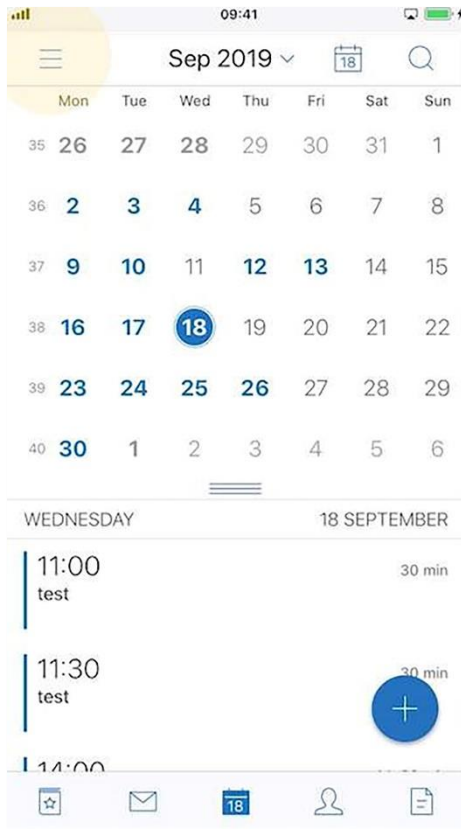 09:41
Sep 2019 18
Mon Tue Wed Thu Fri Sat Sun
35 26 27 28 29 30 31 1
36 2 3 4 5 6 7 8
37 9 10 11 12 13 14 15
38 16 17 18 19 20 21 22
39 23 24 25 26 27 28 29
40 30 1 2 3 4 5 6
WEDNESDAY 18 SEPTEMBER
11:00 30 min
test
11:30 30 min
test
14:00
18